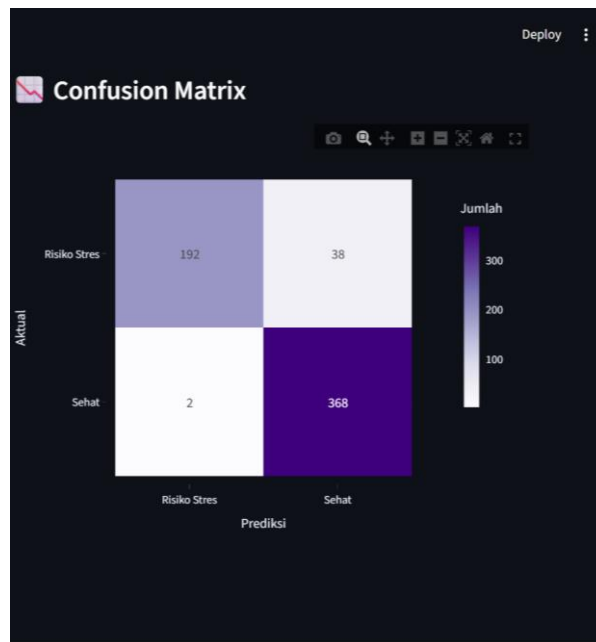 Deploy
Confusion Matrix
Jumlah
Risiko Stres
192
38
300
200
Aktual
100
Sehat
2
368
Risiko Stres
Sehat
Prediksi